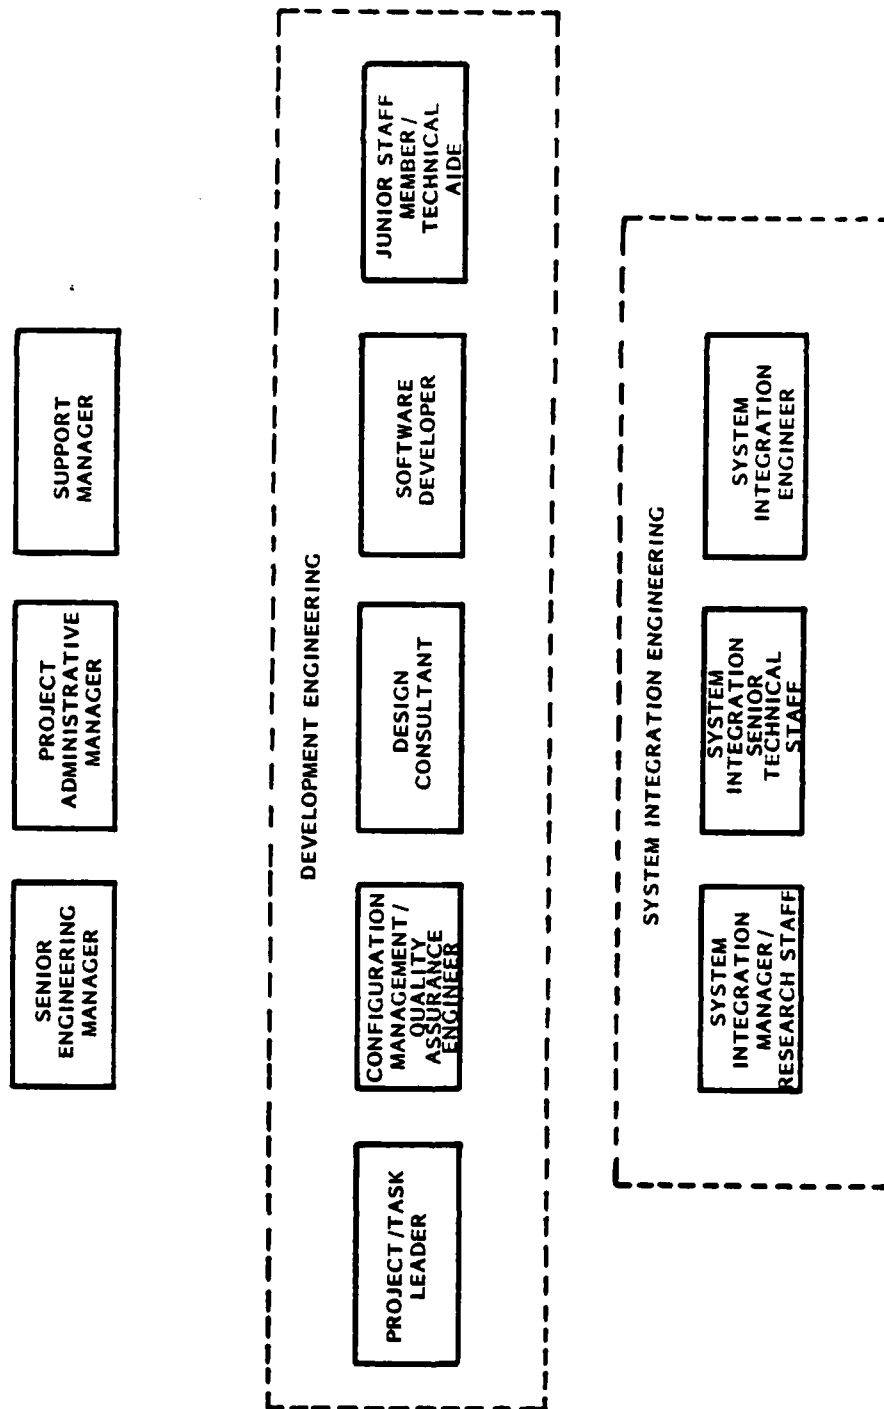 SENIOR
ENGINEERING
MANAGER
PROJECT
ADMINISTRATIVE
MANAGER
SUPPORT
MANAGER
DEVELOPMENT ENGINEERING
PROJECT/TASK
LEADER
CONFIGURATION
MANAGEMENT/
QUALITY
ASSURANCE
ENGINEER
DESIGN
CONSULTANT
SOFTWARE
DEVELOPER
JUNIOR STAFF
MEMBER/
TECHNICAL
AIDE
SYSTEM INTEGRATION ENGINEERING
SYSTEM
INTEGRATION
MANAGER/
RESEARCH STAFF
SYSTEM
INTEGRATION
SENIOR
TECHNICAL
STAFF
SYSTEM
INTEGRATION
ENGINEER